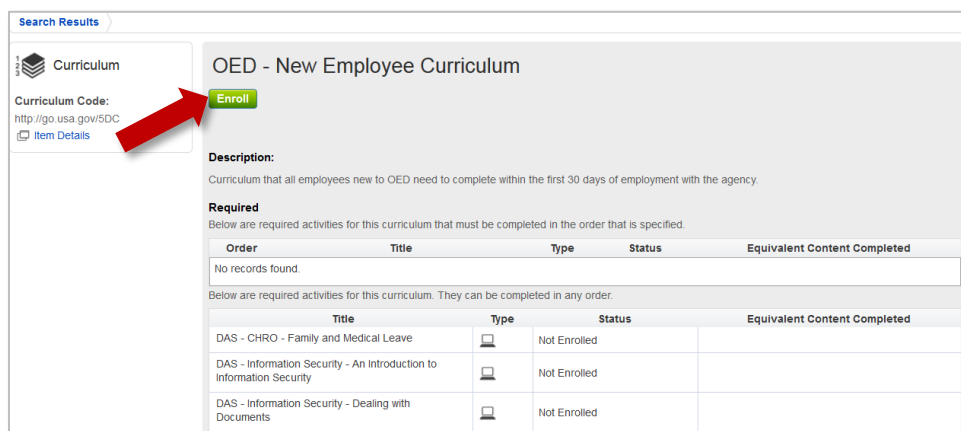 Search Results
1
2
3
Curriculum
Curriculum Code:
http://go.usa.gov/5DC
Item Details
OED - New Employee Curriculum
Enroll
Description:
Curriculum that all employees new to OED need to complete within the first 30 days of employment with the agency.
Required
Below are required activities for this curriculum that must be completed in the order that is specified.
Order Title Type Status Equivalent Content Completed
No records found.
Below are required activities for this curriculum. They can be completed in any order.
Title Type Status Equivalent Content Completed
DAS - CHRO - Family and Medical Leave Not Enrolled
DAS - Information Security - An Introduction to
Information Security Not Enrolled
DAS - Information Security - Dealing with
Documents Not Enrolled